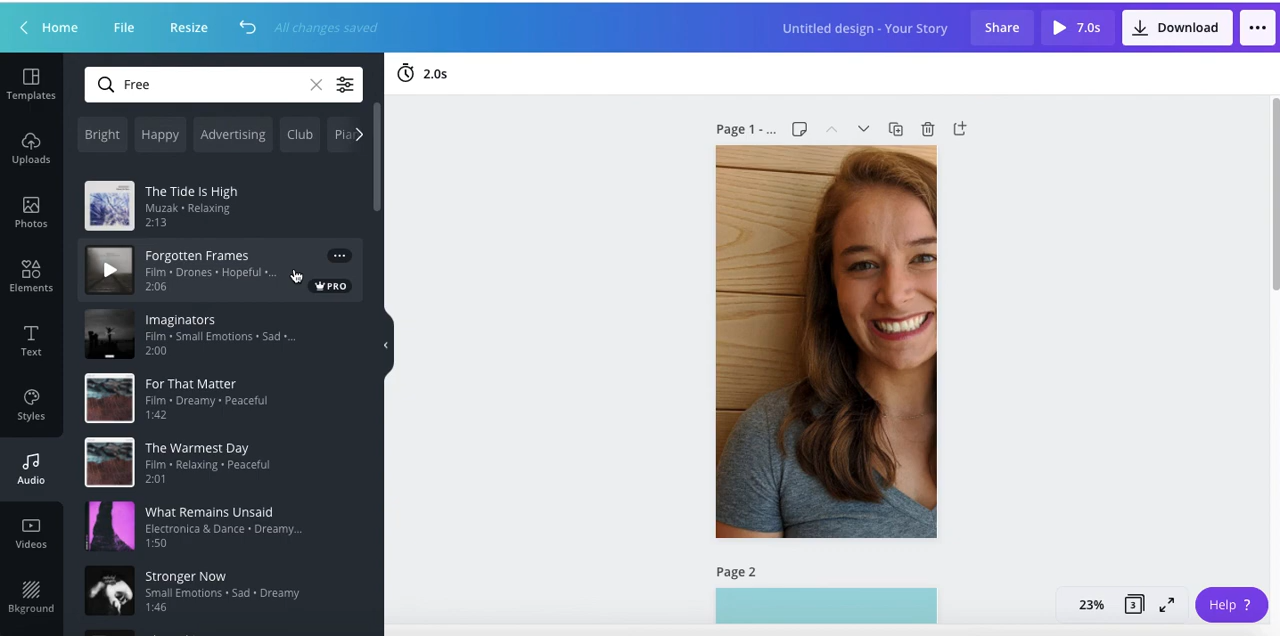 Home File Resize All changes saved Untitled design - Your Story Share 7.0s Download
Templates
Uploads
Photos
Elements
Text
Styles
Audio
Videos
Bkground
Free
Bright Happy Advertising Club
The Tide Is High
Muzak • Relaxing
2:13
Forgotten Frames
Film • Drones • Hopeful •...
2:06
PRO
Imaginators
Film • Small Emotions • Sad •...
2:00
For That Matter
Film • Dreamy • Peaceful
1:42
The Warmest Day
Film • Relaxing • Peaceful
2:01
What Remains Unsaid
Electronica & Dance • Dreamy...
1:50
Stronger Now
Small Emotions • Sad • Dreamy
1:46
2.0s
Page 1 - ...
Page 2
23% 3 Help ?